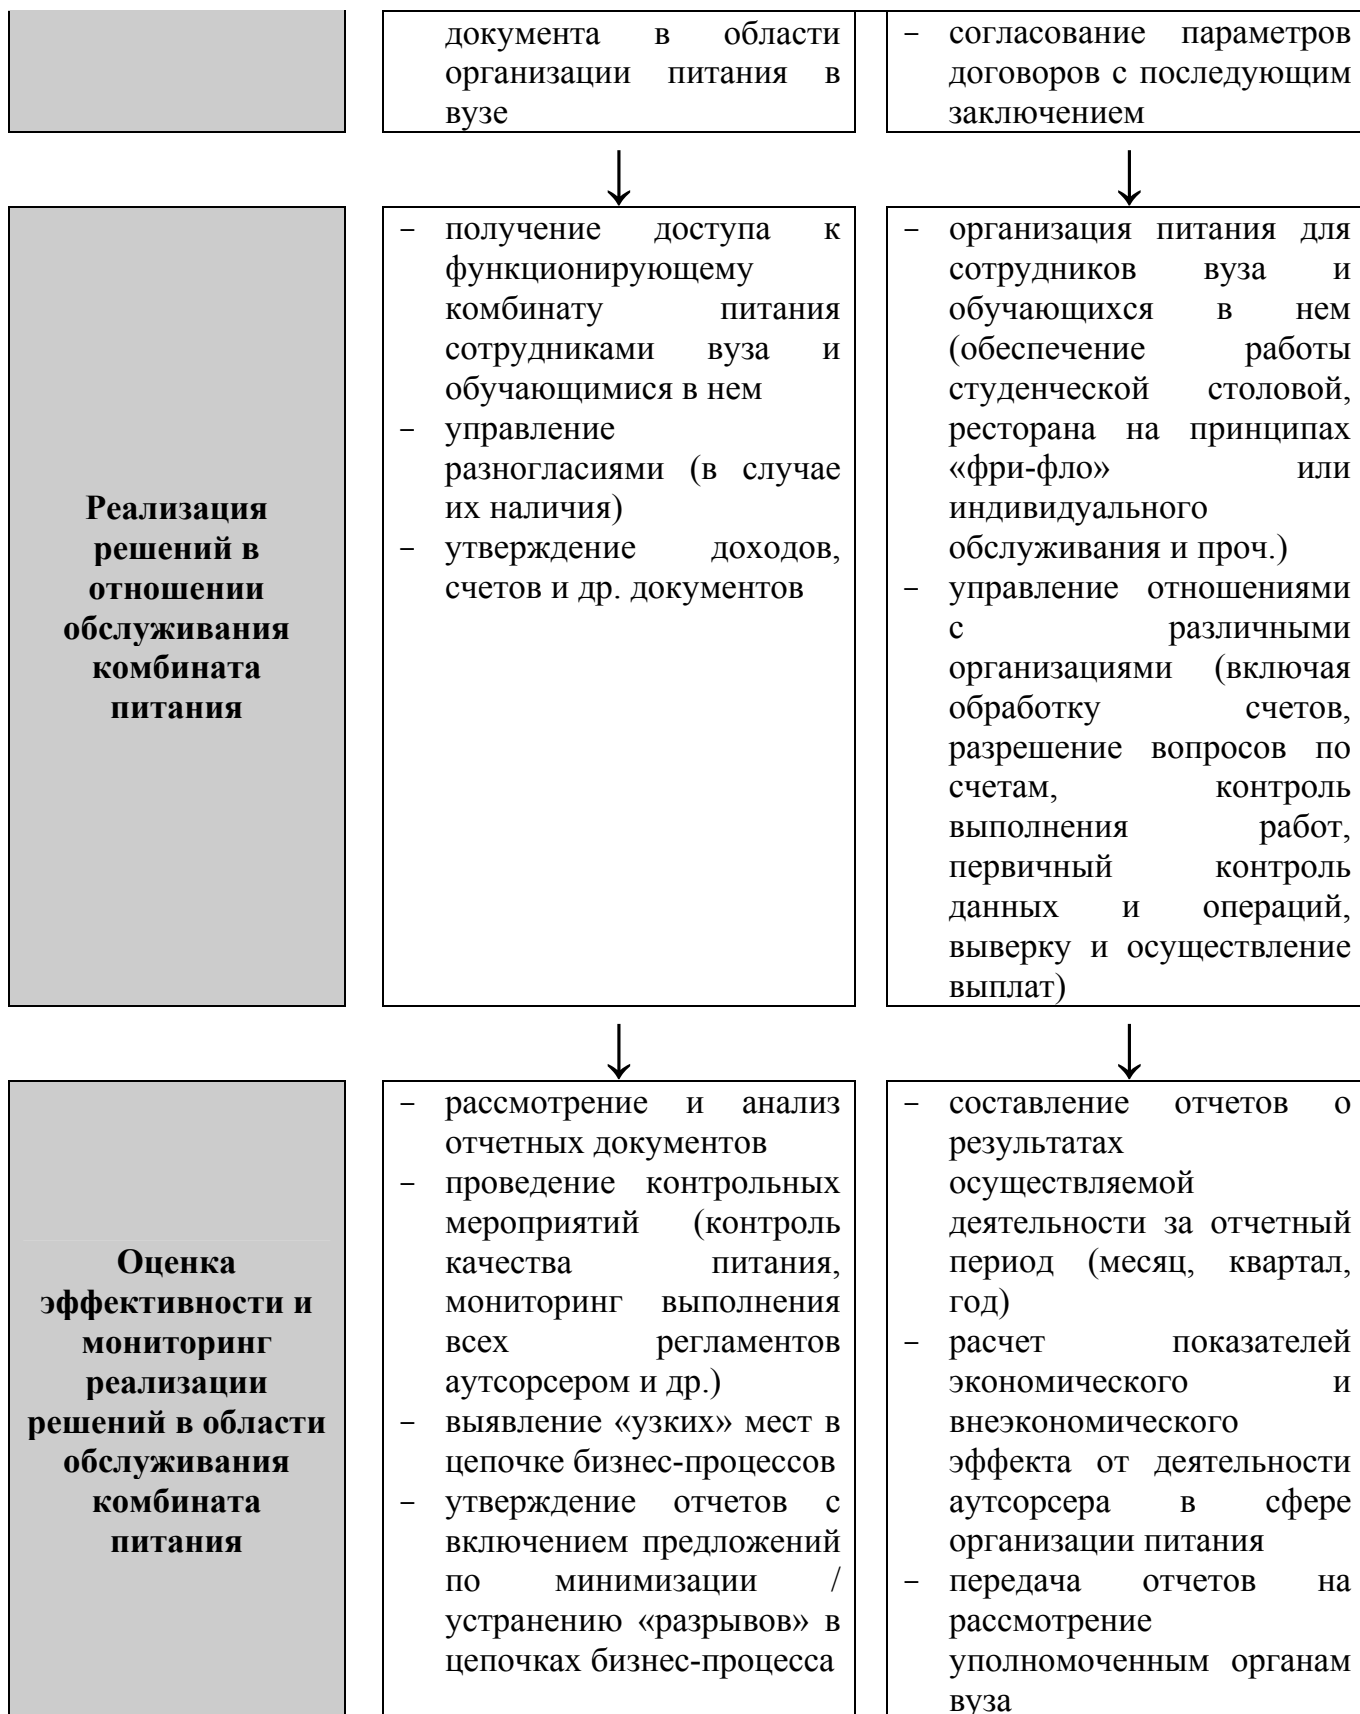 документа в области
организации питания в
вузе
– согласование параметров
договоров с последующим
заключением
Реализация
решений в
отношении
обслуживания
комбината
питания
– получение доступа к
функционирующему
комбинату питания
сотрудниками вуза и
обучающимися в нем
– управление
разногласиями (в случае
их наличия)
– утверждение доходов,
счетов и др. документов
– организация питания для
сотрудников вуза и
обучающихся в нем
(обеспечение работы
студенческой столовой,
ресторана на принципах
«фри-фло» или
индивидуального
обслуживания и проч.)
– управление отношениями
с различными
организациями (включая
обработку счетов,
разрешение вопросов по
счетам, контроль
выполнения работ,
первичный контроль
данных и операций,
выверку и осуществление
выплат)
Оценка
эффективности и
мониторинг
реализации
решений в области
обслуживания
комбината
питания
– рассмотрение и анализ
отчетных документов
– проведение контрольных
мероприятий (контроль
качества питания,
мониторинг выполнения
всех регламентов
аутсорсером и др.)
– выявление «узких» мест в
цепочке бизнес-процессов
– утверждение отчетов с
включением предложений
по минимизации /
устранению «разрывов» в
цепочках бизнес-процесса
– составление отчетов о
результатах
осуществляемой
деятельности за отчетный
период (месяц, квартал,
год)
– расчет показателей
экономического и
внеэкономического
эффекта от деятельности
аутсорсера в сфере
организации питания
– передача отчетов на
рассмотрение
уполномоченным органам
вуза